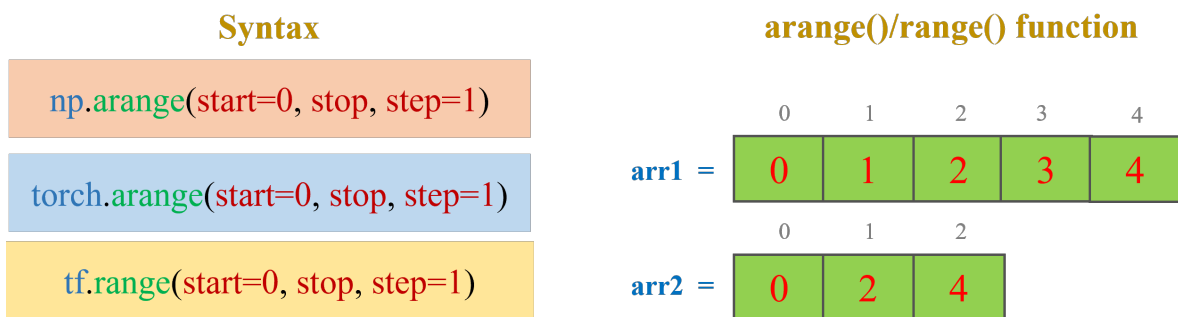 Syntax
np.arange(start=0, stop, step=1)
torch.arange(start=0, stop, step=1)
tf.range(start=0, stop, step=1)
arange()/range() function
0 1 2 3 4
arr1 = 0 1 2 3 4
0 1 2
arr2 = 0 2 4